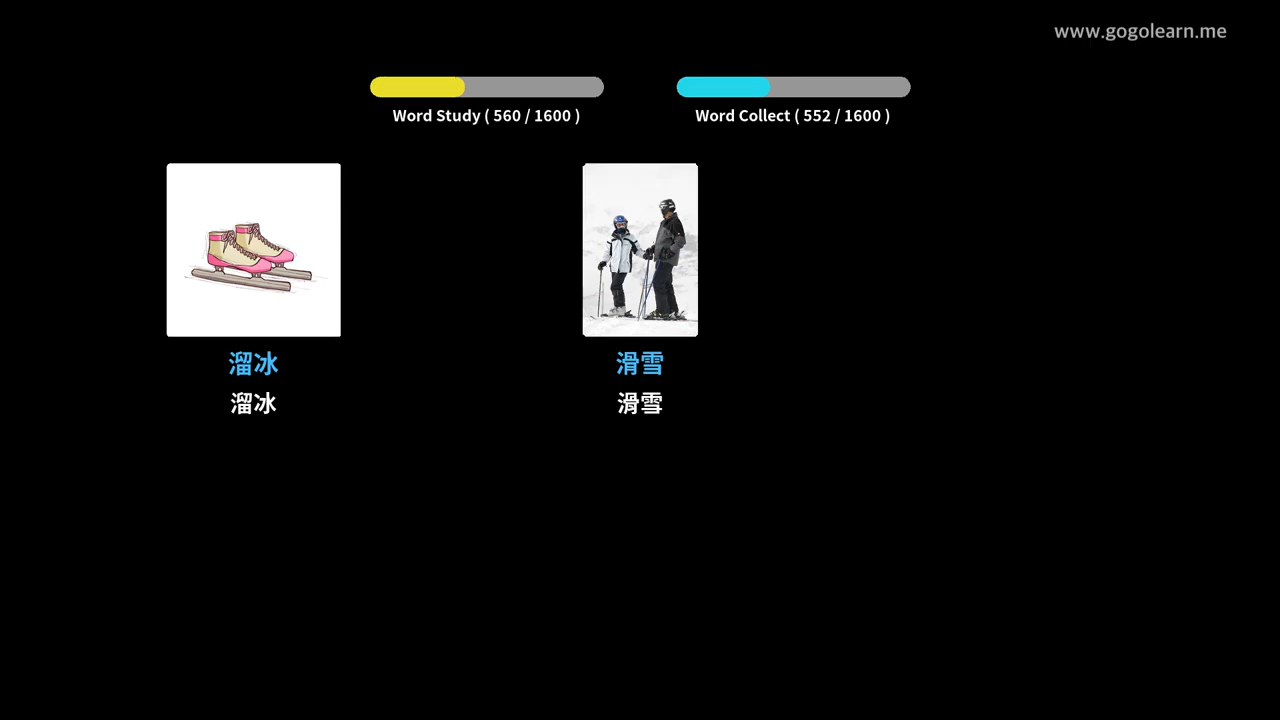 www.gogolearn.me
Word Study ( 560 / 1600 )
Word Collect ( 552 / 1600 )
溜冰
溜冰
滑雪
滑雪